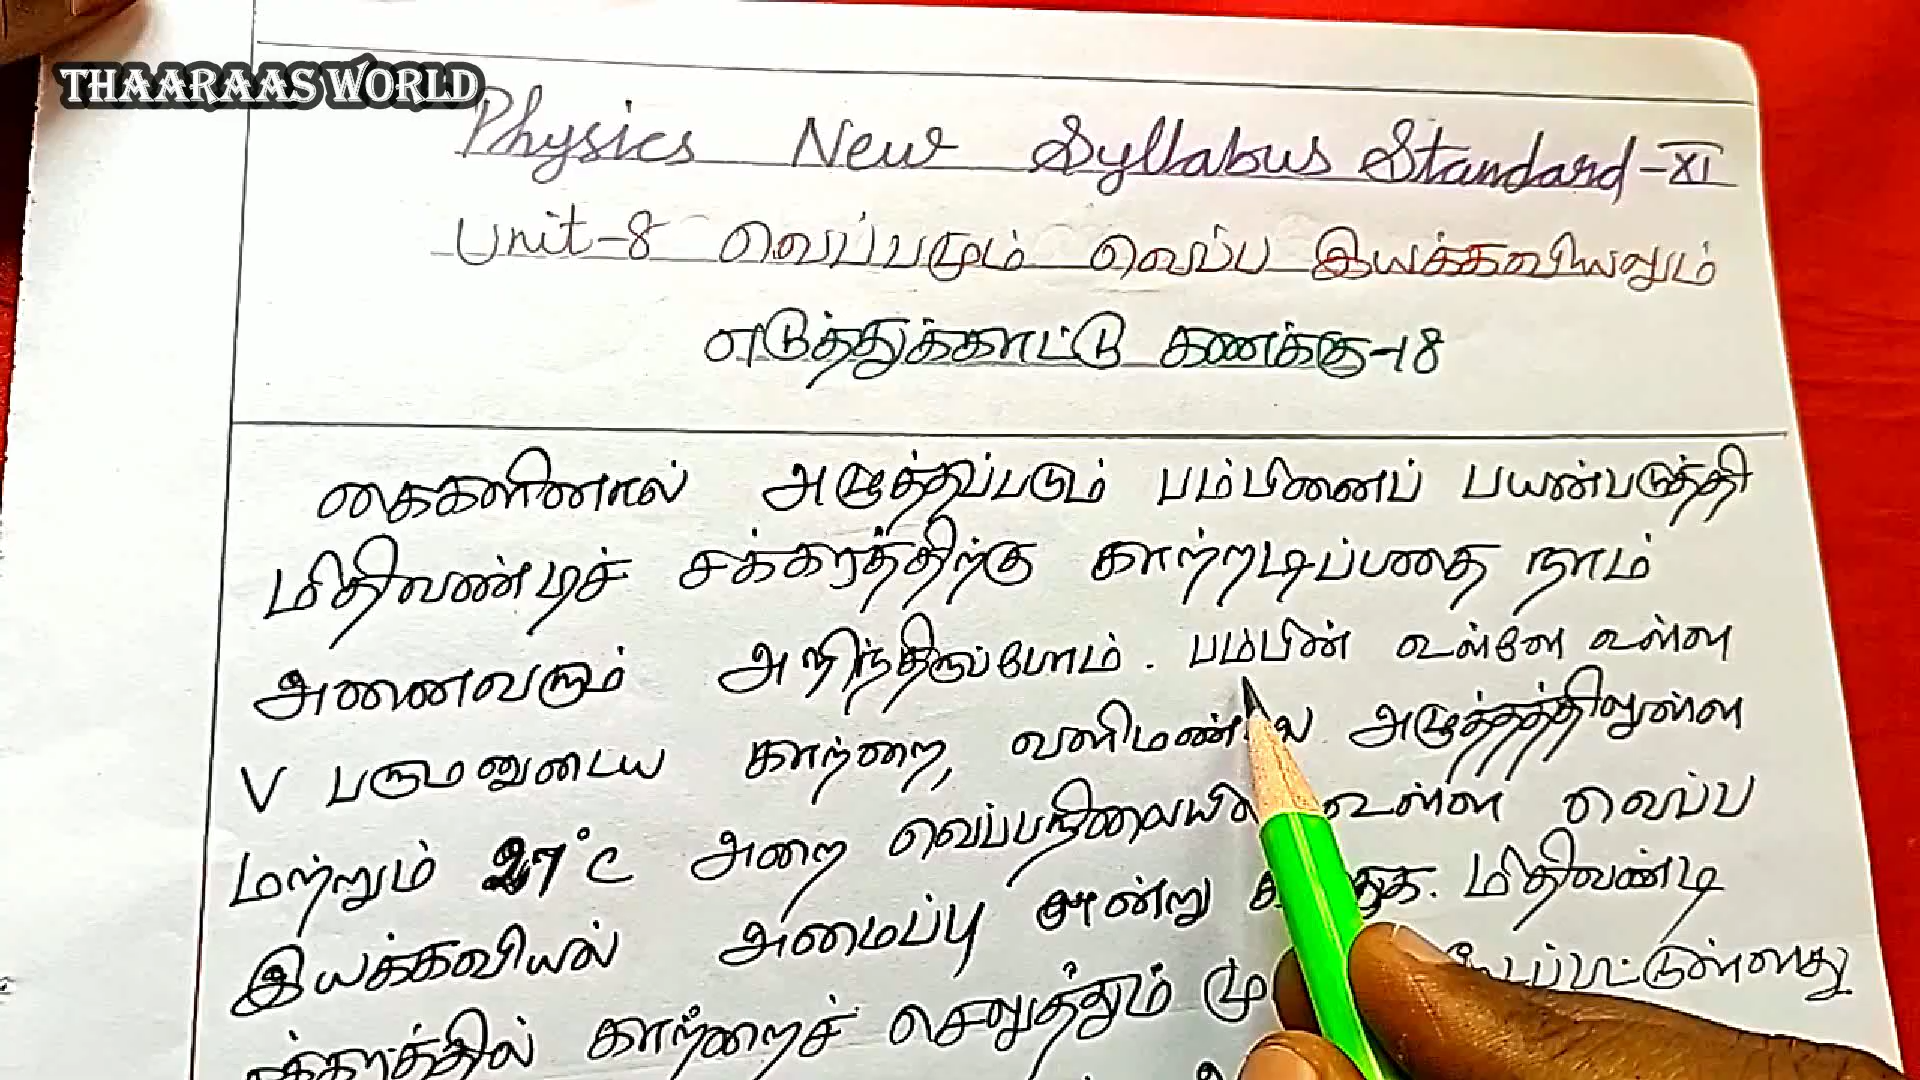 THAARAAS WORLD
Physics New Syllabus Standard-XI
Unit-8 வெப்பமும் வெப்ப இயக்கவியலும்
எடுத்துக்காட்டு கணக்கு-18
கைகளினால் அழுத்தப்படும் பம்பினைப் பயன்படுத்தி
மிதிவண்டிச் சக்கரத்திற்கு காற்றடிப்பதை நாம்
அனைவரும் அறிந்திருப்போம். பம்பின் உள்ளே உள்ள
V பருமனுடைய காற்றை, வளிமண்டல அழுத்தத்திலுள்ள
மற்றும் 27°C அறை வெப்பநிலையில் உள்ள வெப்ப
இயக்கவியல் அமைப்பு என்று கருதுக. மிதிவண்டி
சக்கரத்தில் காற்றைச் செலுத்தும்